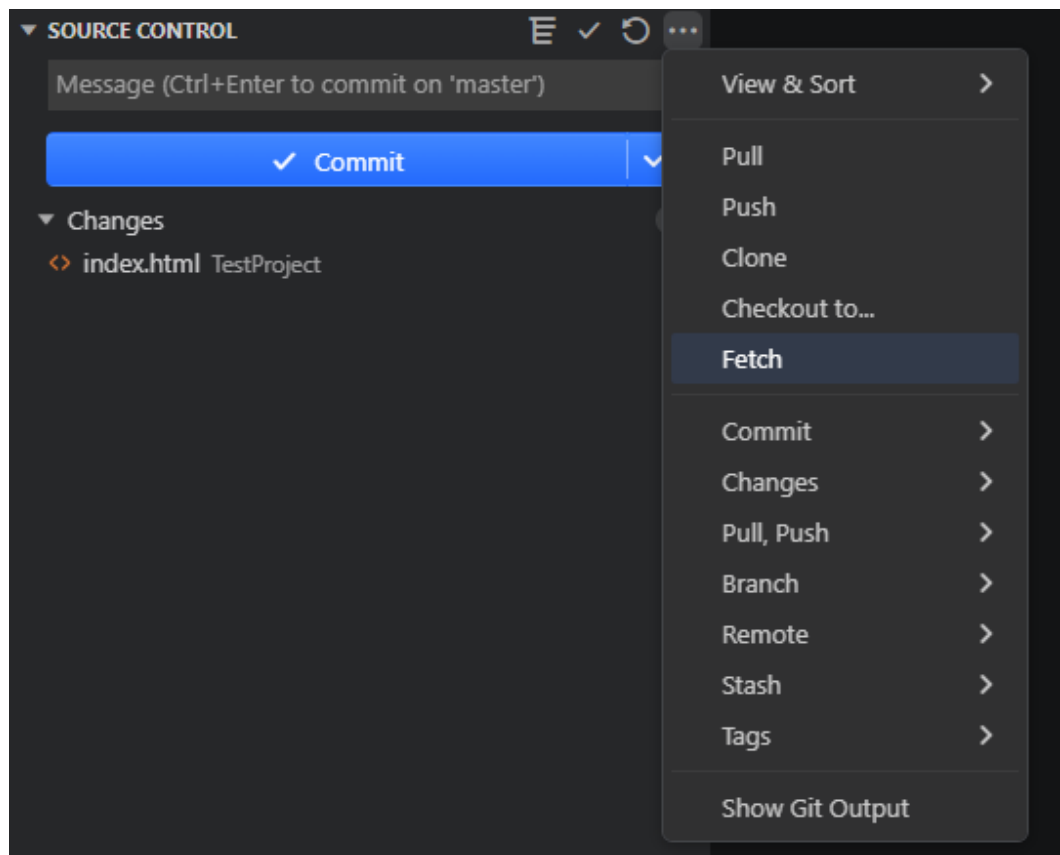 SOURCE CONTROL
Message (Ctrl+Enter to commit on 'master')
Commit
Changes
index.html TestProject
View & Sort
Pull
Push
Clone
Checkout to...
Fetch
Commit
Changes
Pull, Push
Branch
Remote
Stash
Tags
Show Git Output